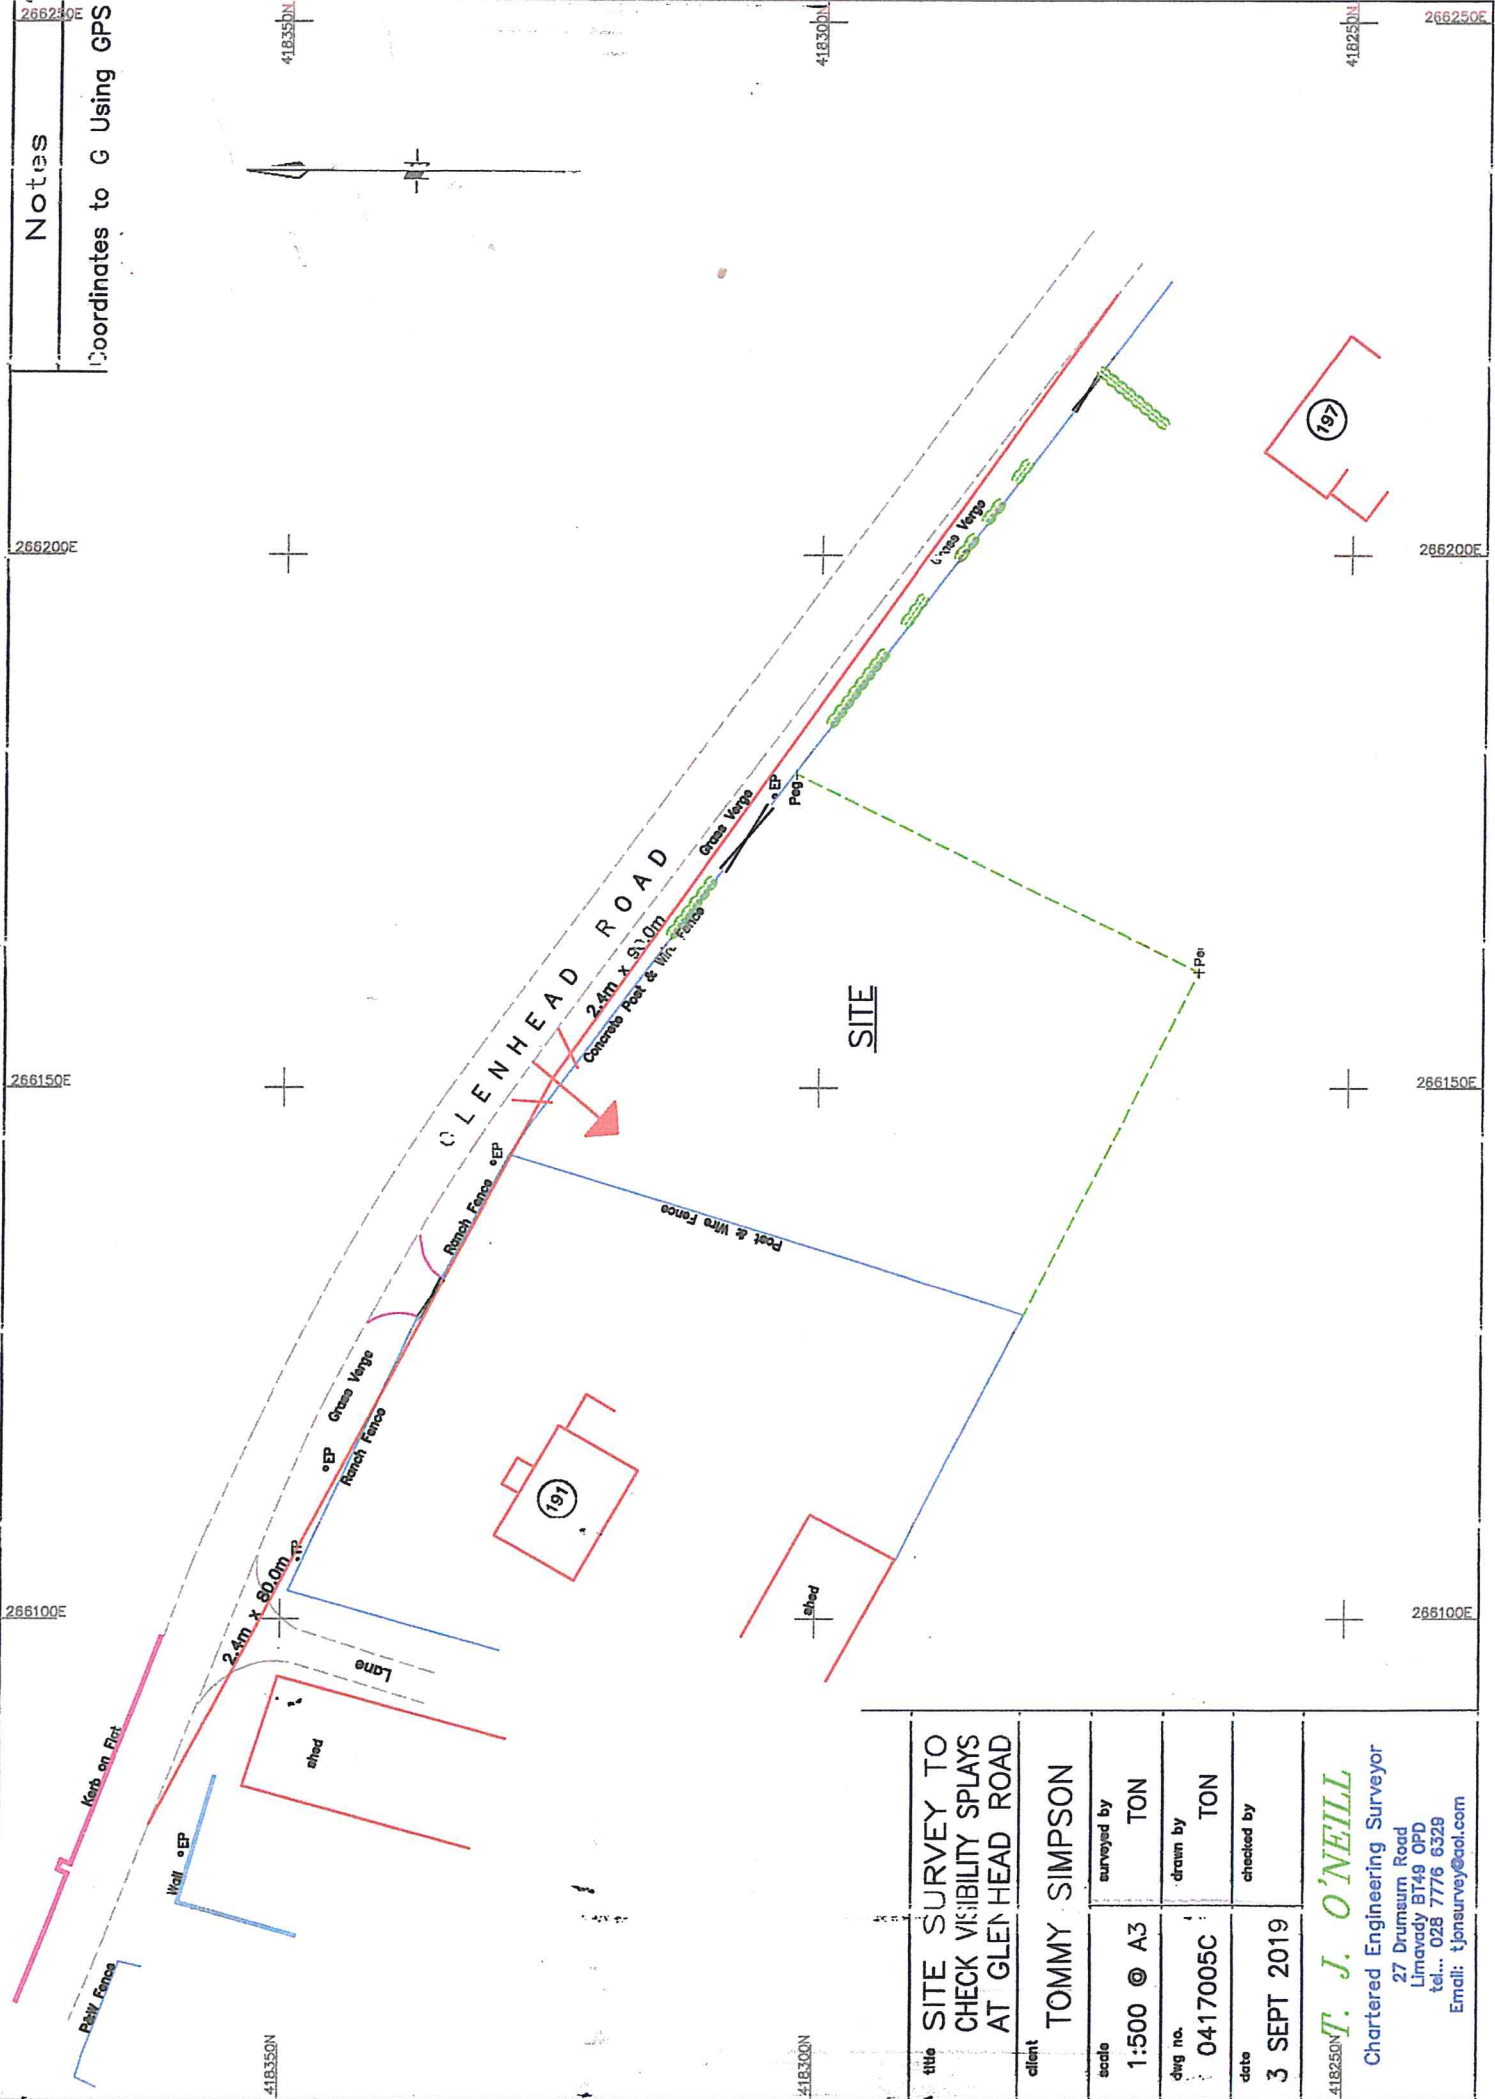 Notes
Coordinates to G Using GPS
266250E
266200E
266150E
266100E
418350N
418300N
418250N
266250E
266200E
266150E
266100E
418350N
418300N
418250N
GLENHEAD ROAD
2.4m x 80.0m
2.4m x 90.0m
Kerb on Flat
P&W Fence
Wall
EP
shed
Lane
EP
EP
Ranch Fence
Grass Verge
Ranch Fence
EP
Concrete Post & Wire Fence
Grass Verge
EP
Peg
Grass Verge
Post & Wire Fence
SITE
191
shed
197
title
SITE SURVEY TO
CHECK VISIBILITY SPLAYS
AT GLENHEAD ROAD
client
TOMMY SIMPSON
scale
1:500 @ A3
surveyed by
TON
dwg no.
0417005C
drawn by
TON
date
3 SEPT 2019
checked by
T. J. O'NEILL
Chartered Engineering Surveyor
27 Drumsurn Road
Limavady BT49 0PD
tel... 028 7776 6329
Email: tjonsurvey@aol.com